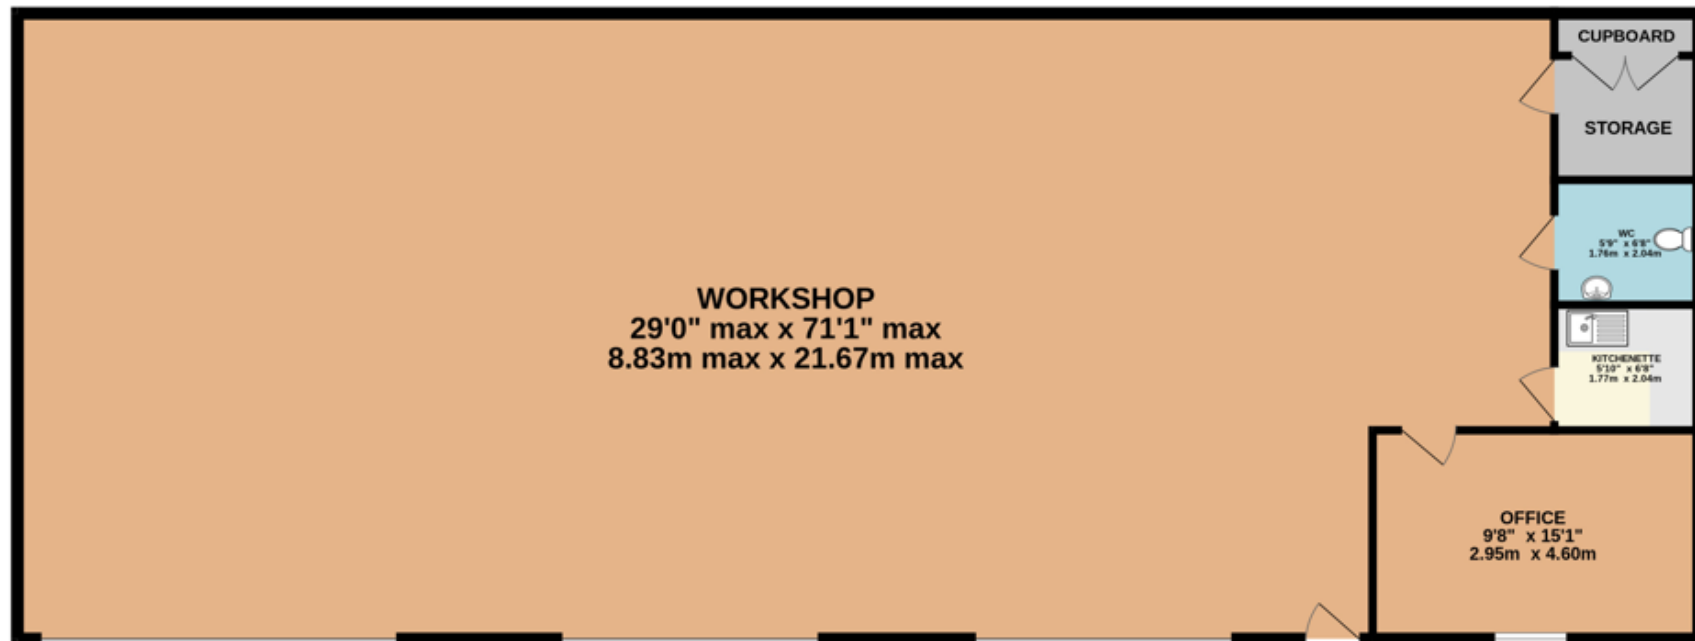 CUPBOARD
STORAGE
WC
5'9" x 6'8"
1.76m x 2.04m
WORKSHOP
29'0" max x 71'1" max
8.83m max x 21.67m max
KITCHENETTE
5'10" x 6'8"
1.77m x 2.04m
OFFICE
9'8" x 15'1"
2.95m x 4.60m